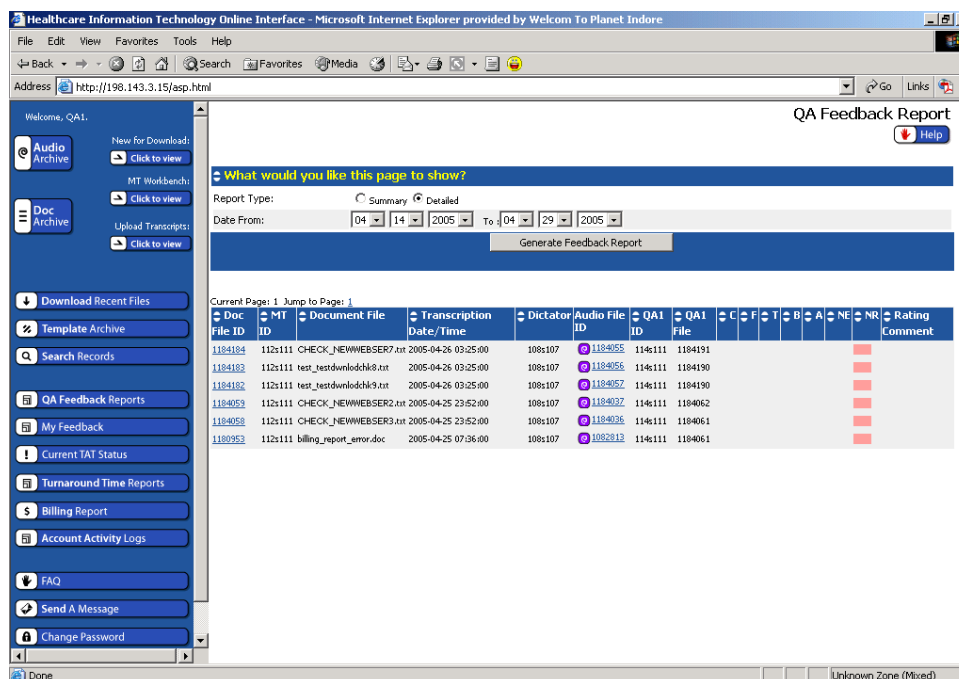 Healthcare Information Technology Online Interface - Microsoft Internet Explorer provided by Welcom To Planet Indore
File Edit View Favorites Tools Help
Back Search Favorites Media
Address http://198.143.3.15/asp.html Go Links
Welcome, QA1.
Audio Archive
New for Download:
Click to view
MT Workbench:
Click to view
Doc Archive
Upload Transcripts:
Click to view
Download Recent Files
Template Archive
Search Records
QA Feedback Reports
My Feedback
Current TAT Status
Turnaround Time Reports
Billing Report
Account Activity Logs
FAQ
Send A Message
Change Password
QA Feedback Report
Help
What would you like this page to show?
Report Type: Summary Detailed
Date From: 04 14 2005 To : 04 29 2005
Generate Feedback Report
Current Page: 1 Jump to Page: 1
Doc File ID MT ID Document File Transcription Date/Time Dictator Audio File ID QA1 ID QA1 File C F T B A NE NR Rating Comment
1184184 112s111 CHECK_NEWWEBSER7.txt 2005-04-26 03:25:00 108s107 1184055 114s111 1184191
1184183 112s111 test_testdwnlodchk8.txt 2005-04-26 03:25:00 108s107 1184056 114s111 1184190
1184182 112s111 test_testdwnlodchk9.txt 2005-04-26 03:25:00 108s107 1184057 114s111 1184190
1184059 112s111 CHECK_NEWWEBSER2.txt 2005-04-25 23:52:00 108s107 1184037 114s111 1184062
1184058 112s111 CHECK_NEWWEBSER3.txt 2005-04-25 23:52:00 108s107 1184036 114s111 1184061
1180953 112s111 billing_report_error.doc 2005-04-25 07:36:00 108s107 1082813 114s111 1184061
Done Unknown Zone (Mixed)